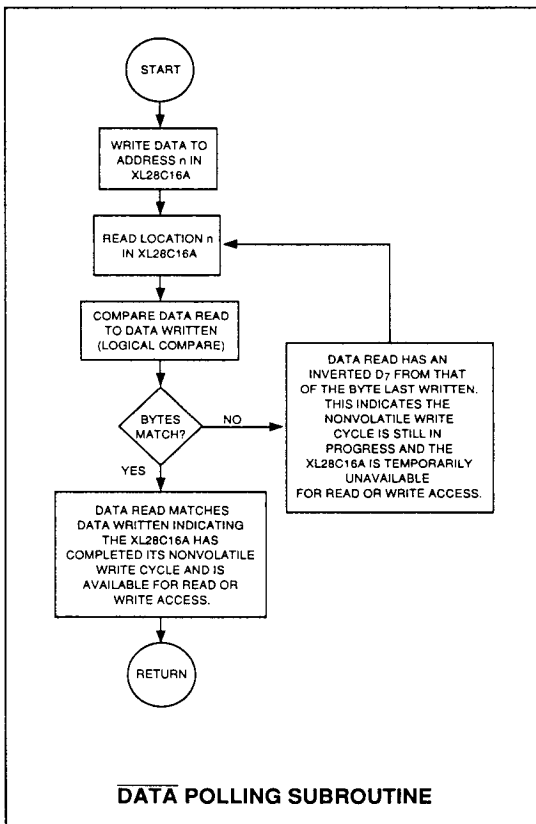 START
WRITE DATA TO
ADDRESS n IN
XL28C16A
READ LOCATION n
IN XL28C16A
COMPARE DATA READ
TO DATA WRITTEN
(LOGICAL COMPARE)
BYTES
MATCH?
NO
DATA READ HAS AN
INVERTED D7 FROM THAT
OF THE BYTE LAST WRITTEN.
THIS INDICATES THE
NONVOLATILE WRITE
CYCLE IS STILL IN
PROGRESS AND THE
XL28C16A IS TEMPORARILY
UNAVAILABLE
FOR READ OR WRITE ACCESS.
YES
DATA READ MATCHES
DATA WRITTEN INDICATING
THE XL28C16A HAS
COMPLETED ITS NONVOLATILE
WRITE CYCLE AND IS
AVAILABLE FOR READ OR
WRITE ACCESS.
RETURN
DATA POLLING SUBROUTINE